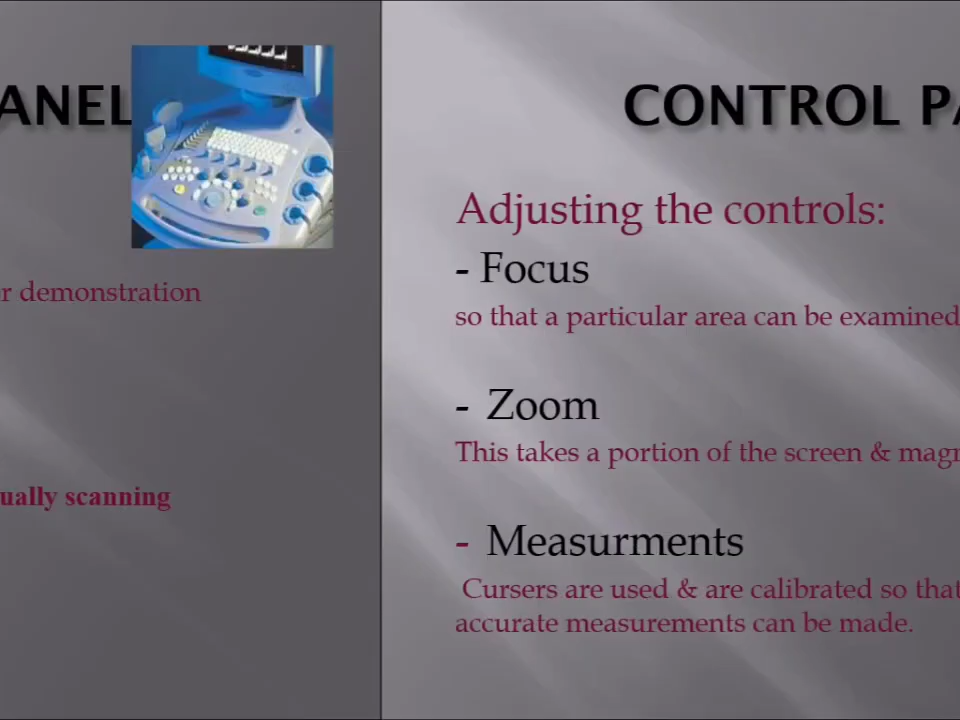 ANEL
r demonstration
ually scanning
CONTROL PA
Adjusting the controls:
- Focus
so that a particular area can be examined
- Zoom
This takes a portion of the screen & magn
- Measurments
Cursers are used & are calibrated so that
accurate measurements can be made.